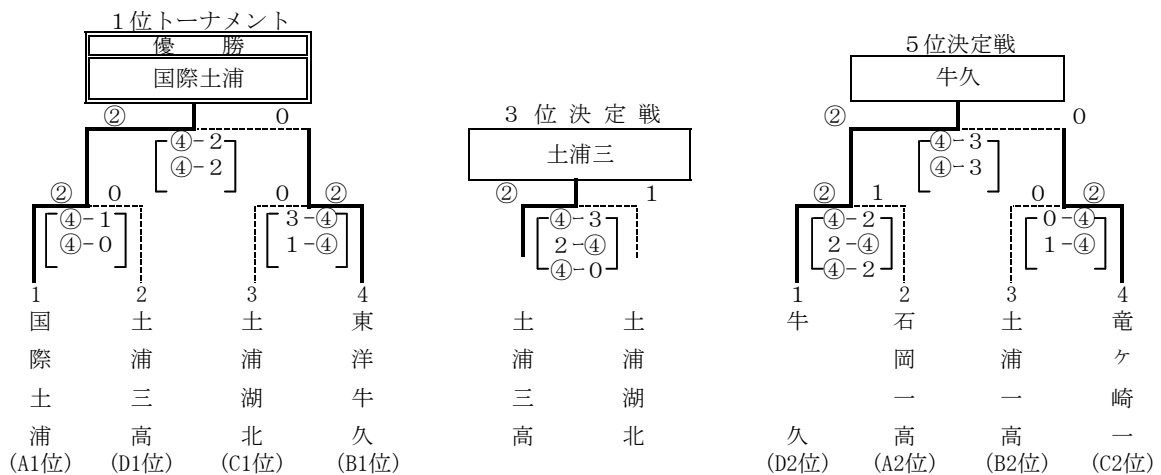 1位トーナメント
優　勝
国際土浦
② 0
④-2
④-2
② 0
④-1
④-0
0 ②
3-④
1-④
1 2 3 4
国際土浦
(A1位)
土浦三高
(D1位)
土浦湖北
(C1位)
東洋牛久
(B1位)
3 位 決 定 戦
土浦三
② 1
④-3
2-④
④-0
土浦三高
土浦湖北
5位決定戦
牛久
② 0
④-3
④-3
② 1
④-2
2-④
④-2
0 ②
0-④
1-④
1 2 3 4
牛久
(D2位)
石岡一高
(A2位)
土浦一高
(B2位)
竜ケ崎一
(C2位)